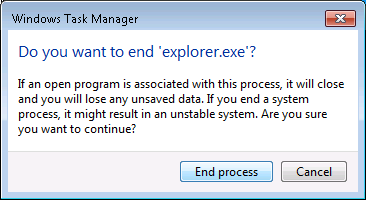 Windows Task Manager
Do you want to end 'explorer.exe'?
If an open program is associated with this process, it will close
and you will lose any unsaved data. If you end a system
process, it might result in an unstable system. Are you sure
you want to continue?
End process
Cancel